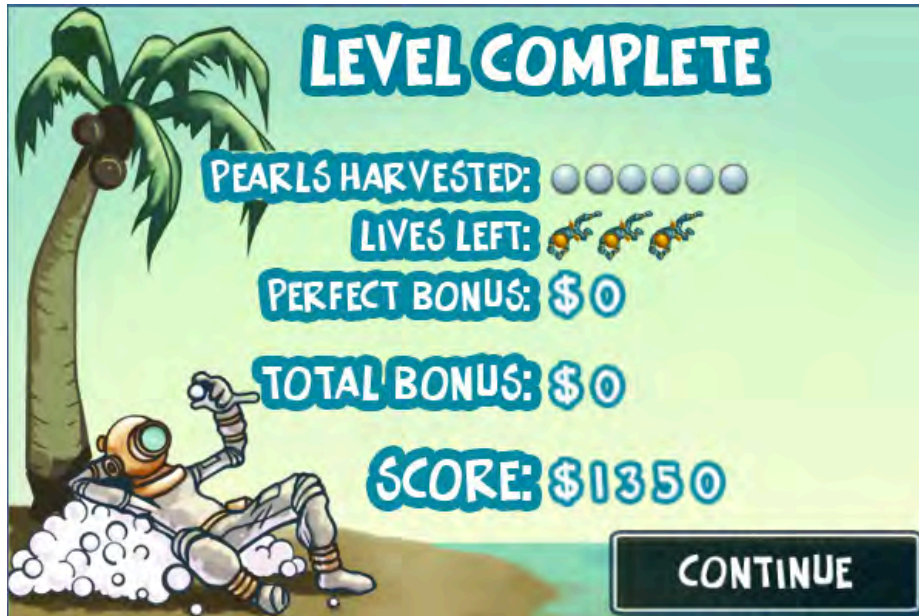 LEVEL COMPLETE
PEARLS HARVESTED:
LIVES LEFT:
PERFECT BONUS: $0
TOTAL BONUS: $0
SCORE: $1350
CONTINUE